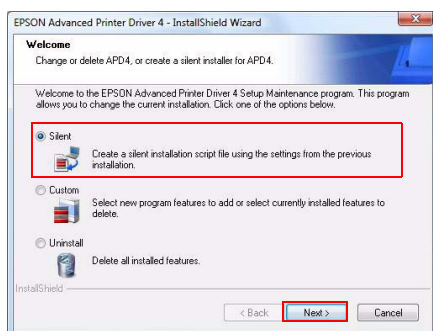 EPSON Advanced Printer Driver 4 - InstallShield Wizard
Welcome
Change or delete APD4, or create a silent installer for APD4.
Welcome to the EPSON Advanced Printer Driver 4 Setup Maintenance program. This program
allows you to change the current installation. Click one of the options below.
Silent
Create a silent installation script file using the settings from the previous
installation.
Custom
Select new program features to add or select currently installed features to
delete.
Uninstall
Delete all installed features.
InstallShield
< Back Next > Cancel